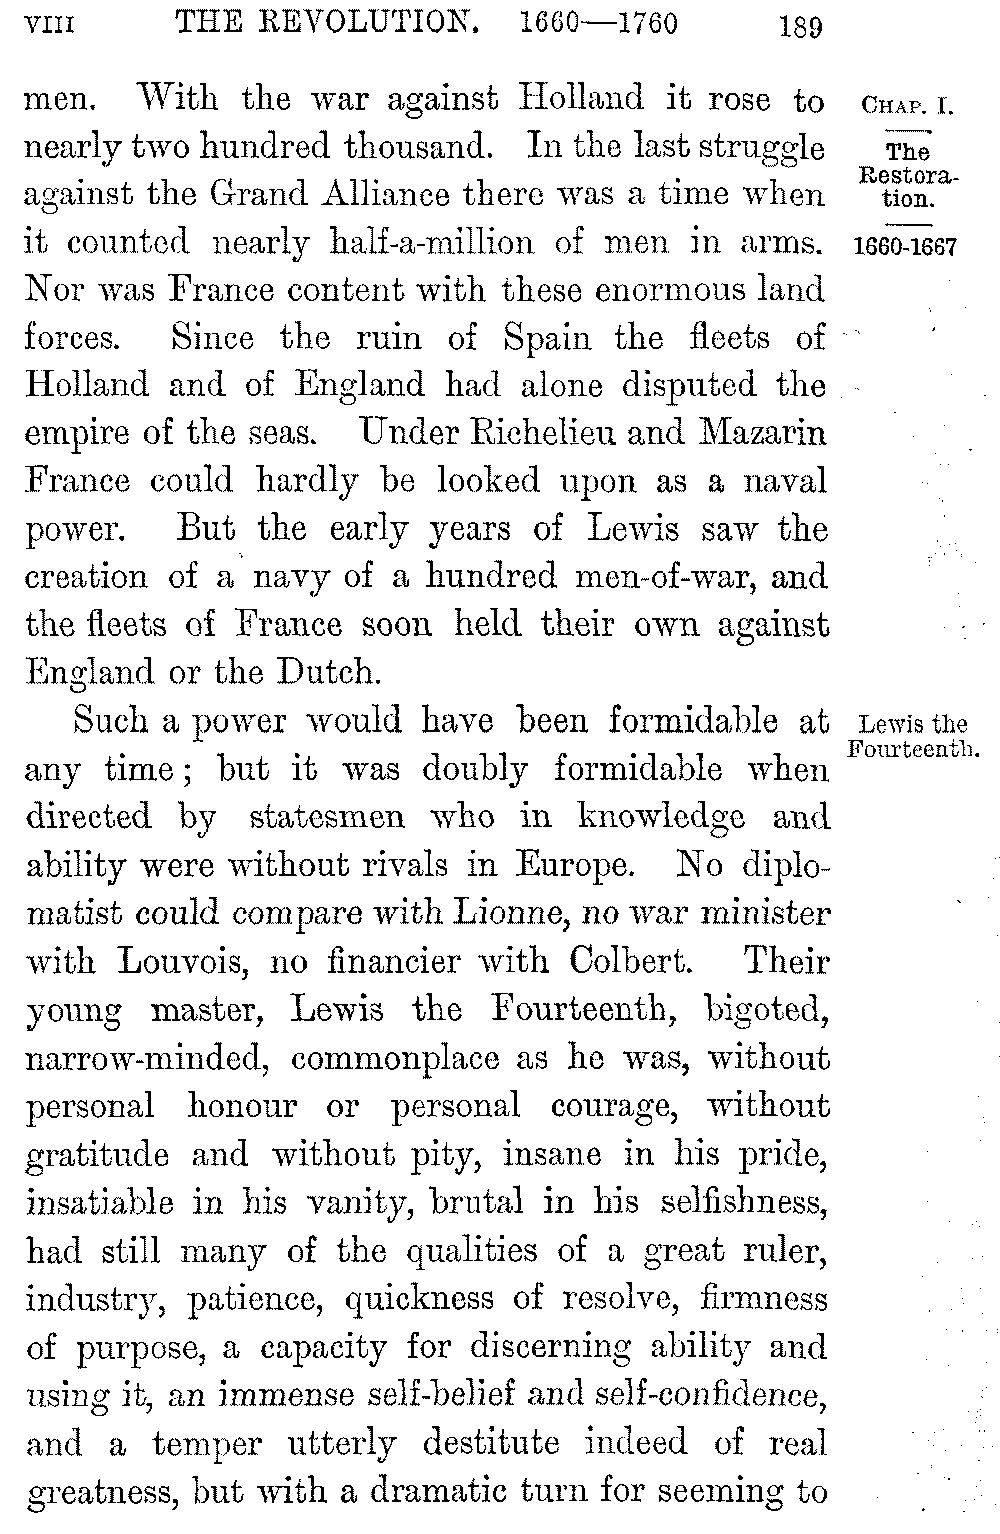 VIII THE REVOLUTION. 1660—1760 189
men. With the war against Holland it rose to
nearly two hundred thousand. In the last struggle
against the Grand Alliance there was a time when
it counted nearly half-a-million of men in arms.
Nor was France content with these enormous land
forces. Since the ruin of Spain the fleets of
Holland and of England had alone disputed the
empire of the seas. Under Richelieu and Mazarin
France could hardly be looked upon as a naval
power. But the early years of Lewis saw the
creation of a navy of a hundred men-of-war, and
the fleets of France soon held their own against
England or the Dutch.
CHAP. I.
The
Restora-
tion.
1660-1667
Such a power would have been formidable at
any time; but it was doubly formidable when
directed by statesmen who in knowledge and
ability were without rivals in Europe. No diplo-
matist could compare with Lionne, no war minister
with Louvois, no financier with Colbert. Their
young master, Lewis the Fourteenth, bigoted,
narrow-minded, commonplace as he was, without
personal honour or personal courage, without
gratitude and without pity, insane in his pride,
insatiable in his vanity, brutal in his selfishness,
had still many of the qualities of a great ruler,
industry, patience, quickness of resolve, firmness
of purpose, a capacity for discerning ability and
using it, an immense self-belief and self-confidence,
and a temper utterly destitute indeed of real
greatness, but with a dramatic turn for seeming to
Lewis the
Fourteenth.